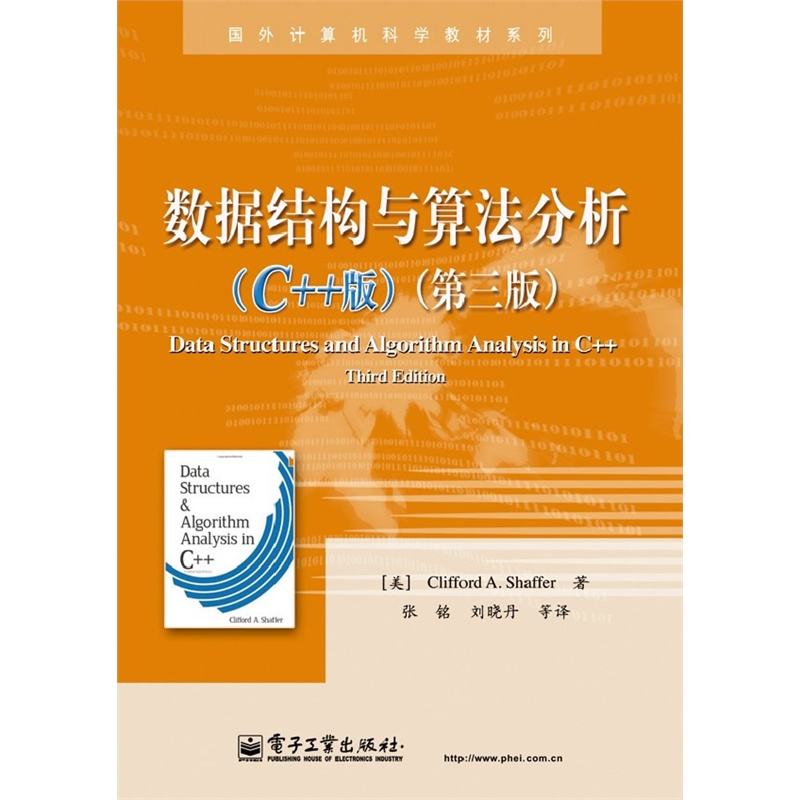 国外计算机科学教材系列
数据结构与算法分析
（C++版）（第三版）
Data Structures and Algorithm Analysis in C++
Third Edition
Data
Structures
&
Algorithm
Analysis in
C++
Clifford A. Shaffer
[美] Clifford A. Shaffer 著
张 铭 刘晓丹 等译
電子工業出版社·
PUBLISHING HOUSE OF ELECTRONICS INDUSTRY
http://www.phei.com.cn